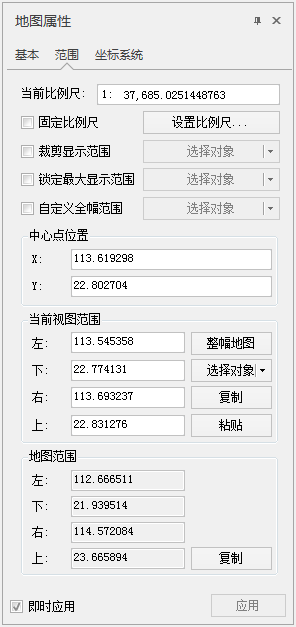 地图属性
基本 范围 坐标系统
当前比例尺: 1: 37,685.0251448763
固定比例尺 设置比例尺...
裁剪显示范围 选择对象
锁定最大显示范围 选择对象
自定义全幅范围 选择对象
中心点位置
X: 113.619298
Y: 22.802704
当前视图范围
左: 113.545358 整幅地图
下: 22.774131 选择对象
右: 113.693237 复制
上: 22.831276 粘贴
地图范围
左: 112.666511
下: 21.939514
右: 114.572084
上: 23.665894 复制
即时应用 应用